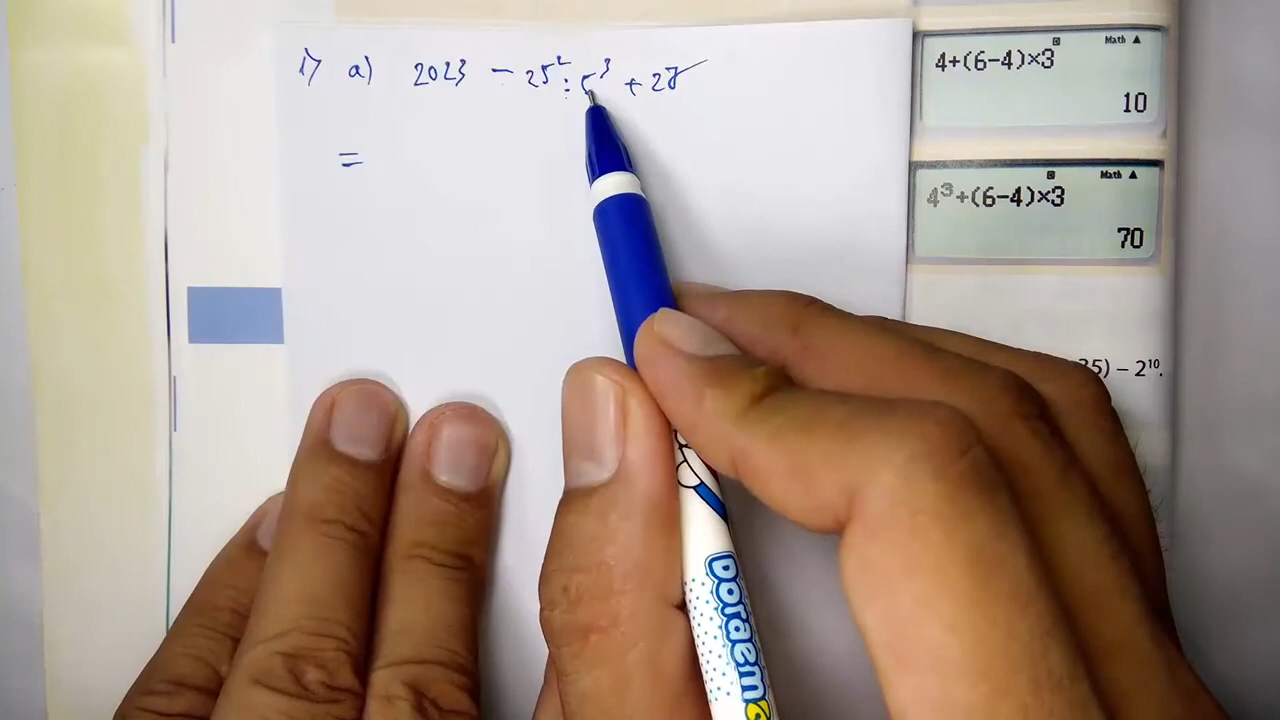 1) a) 2023 - 25² : 5³ + 27
=
4+(6-4)×3
Math ▲
10
4³+(6-4)×3
Math ▲
70
35) – 2¹⁰.
Doraem